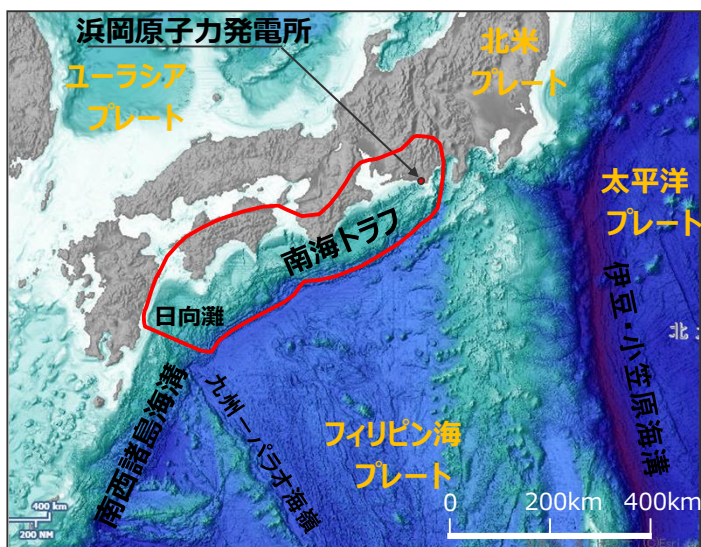 浜岡原子力発電所
北米
プレート
ユーラシア
プレート
太平洋
プレート
南海トラフ
日向灘
伊豆・小笠原海溝
北
南西諸島海溝
九州－パラオ海嶺
フィリピン海
プレート
400 km
200 NM
0
200km
400km